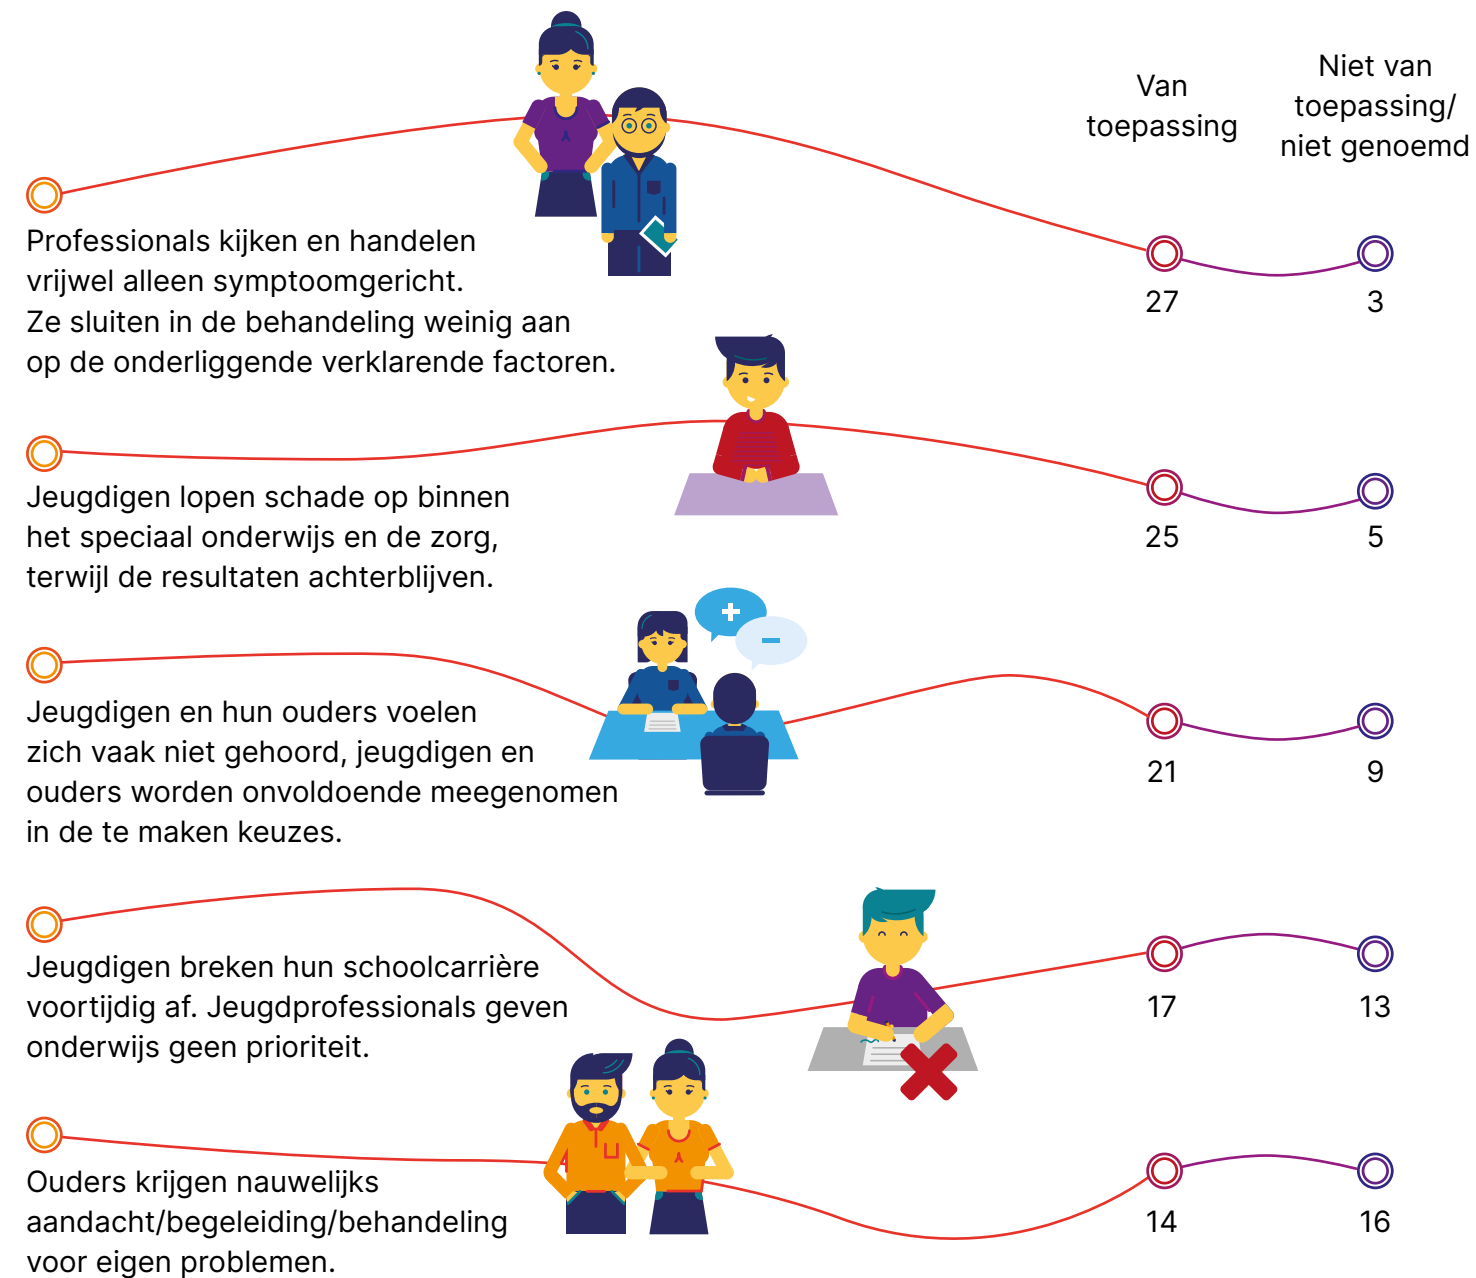 Van
toepassing
Niet van
toepassing/
niet genoemd
Professionals kijken en handelen
vrijwel alleen symptoomgericht.
Ze sluiten in de behandeling weinig aan
op de onderliggende verklarende factoren.
27
3
Jeugdigen lopen schade op binnen
het speciaal onderwijs en de zorg,
terwijl de resultaten achterblijven.
25
5
Jeugdigen en hun ouders voelen
zich vaak niet gehoord, jeugdigen en
ouders worden onvoldoende meegenomen
in de te maken keuzes.
21
9
Jeugdigen breken hun schoolcarrière
voortijdig af. Jeugdprofessionals geven
onderwijs geen prioriteit.
17
13
Ouders krijgen nauwelijks
aandacht/begeleiding/behandeling
voor eigen problemen.
14
16